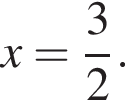 x = 3/2.